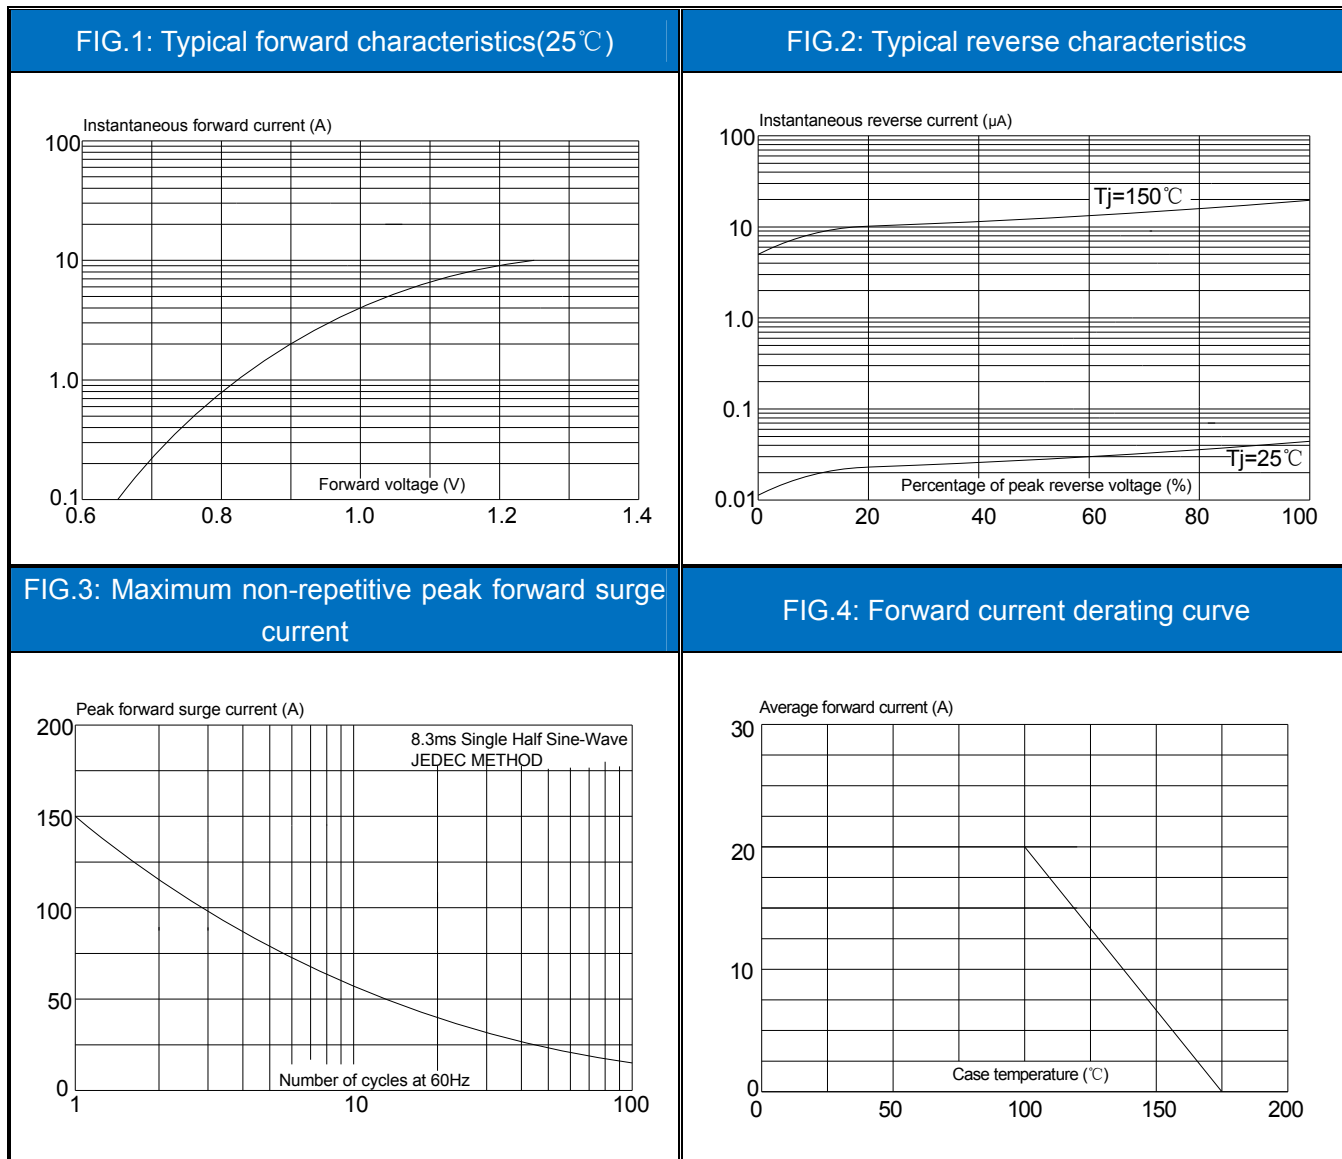 FIG.1: Typical forward characteristics(25℃)
Instantaneous forward current (A)
100
10
1.0
0.1
Forward voltage (V)
0.6 0.8 1.0 1.2 1.4
FIG.2: Typical reverse characteristics
Instantaneous reverse current (μA)
100
Tj=150℃
10
1.0
0.1
Tj=25℃
0.01
Percentage of peak reverse voltage (%)
0 20 40 60 80 100
FIG.3: Maximum non-repetitive peak forward surge
current
Peak forward surge current (A)
200
8.3ms Single Half Sine-Wave
JEDEC METHOD
150
100
50
0
Number of cycles at 60Hz
1 10 100
FIG.4: Forward current derating curve
Average forward current (A)
30
20
10
0
Case temperature (℃)
0 50 100 150 200